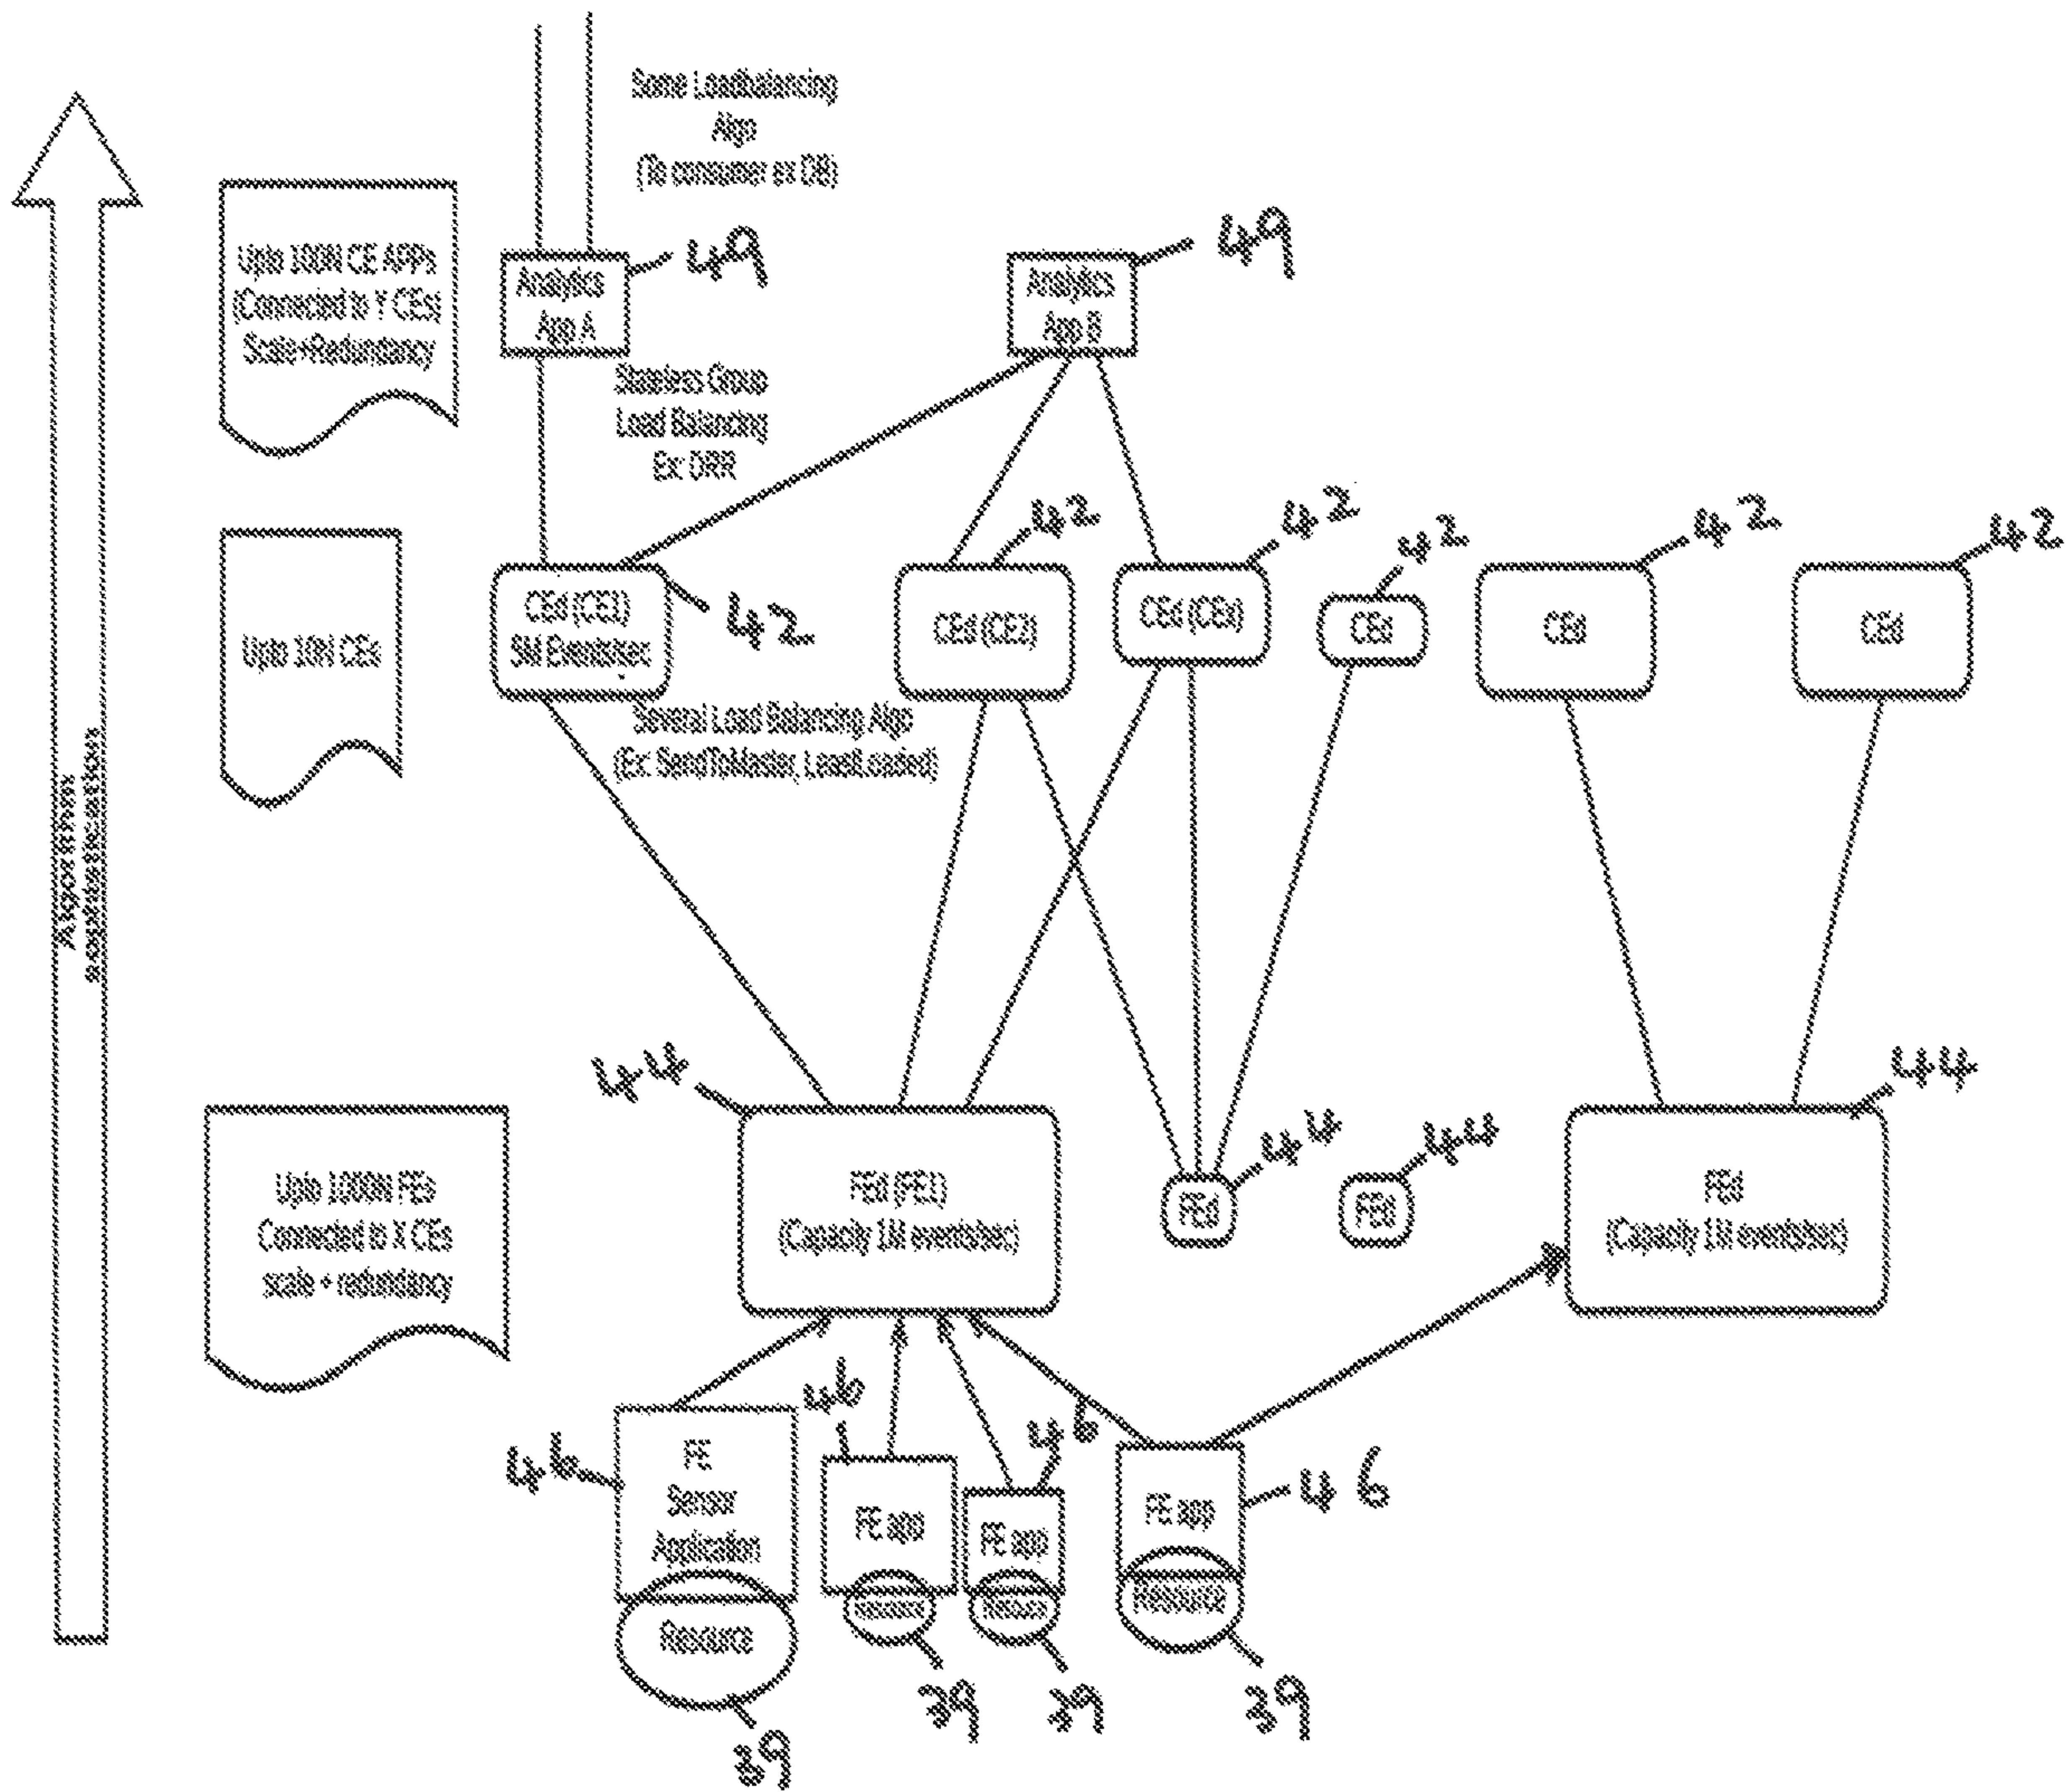 Some Loadbalancing
Algo
(To consumer ex DB)
Upto 100N CE APPs
(Connected to Y CEs)
Scale+Redundancy
Analytics
App A
49
Analytics
App B
49
Stateless Group
Load Balancing
Ex: DRR
Upto 10N CEs
CEd (CE1)
5M Events/sec
42
CEd (CE2)
42
CEd (CEx)
42
CEd
42
CEd
42
CEd
42
Several Load Balancing Algo
(Ex: SendToMaster, LeastLoaded)
Algorithm
sophistication
Upto 1000N FEs
Connected to X CEs
scale + redundancy
44
FEd (FE1)
(Capacity 1M events/sec)
FEd
44
FEd
44
FEd
(Capacity 1M events/sec)
44
46
FE
Sensor
Application
Resource
39
46
FE app
Resource
39
46
FE app
39
46
FE app
Resource
39